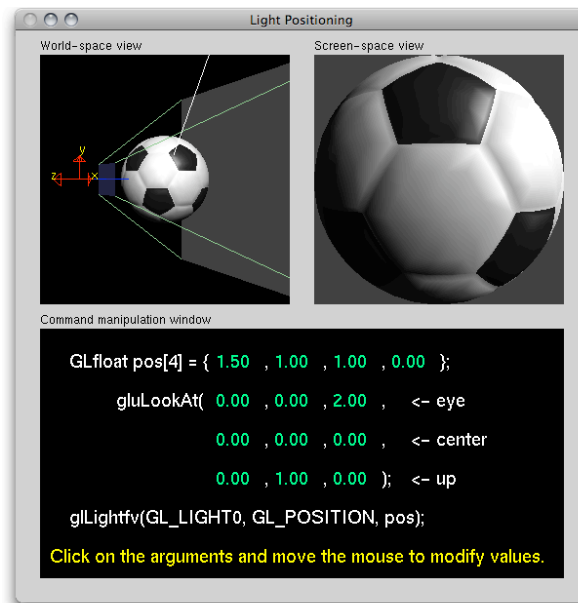 Light Positioning
World-space view
Screen-space view
y
z
x
Command manipulation window
GLfloat pos[4] = { 1.50 , 1.00 , 1.00 , 0.00 };
gluLookAt( 0.00 , 0.00 , 2.00 , <- eye
0.00 , 0.00 , 0.00 , <- center
0.00 , 1.00 , 0.00 ); <- up
glLightfv(GL_LIGHT0, GL_POSITION, pos);
Click on the arguments and move the mouse to modify values.